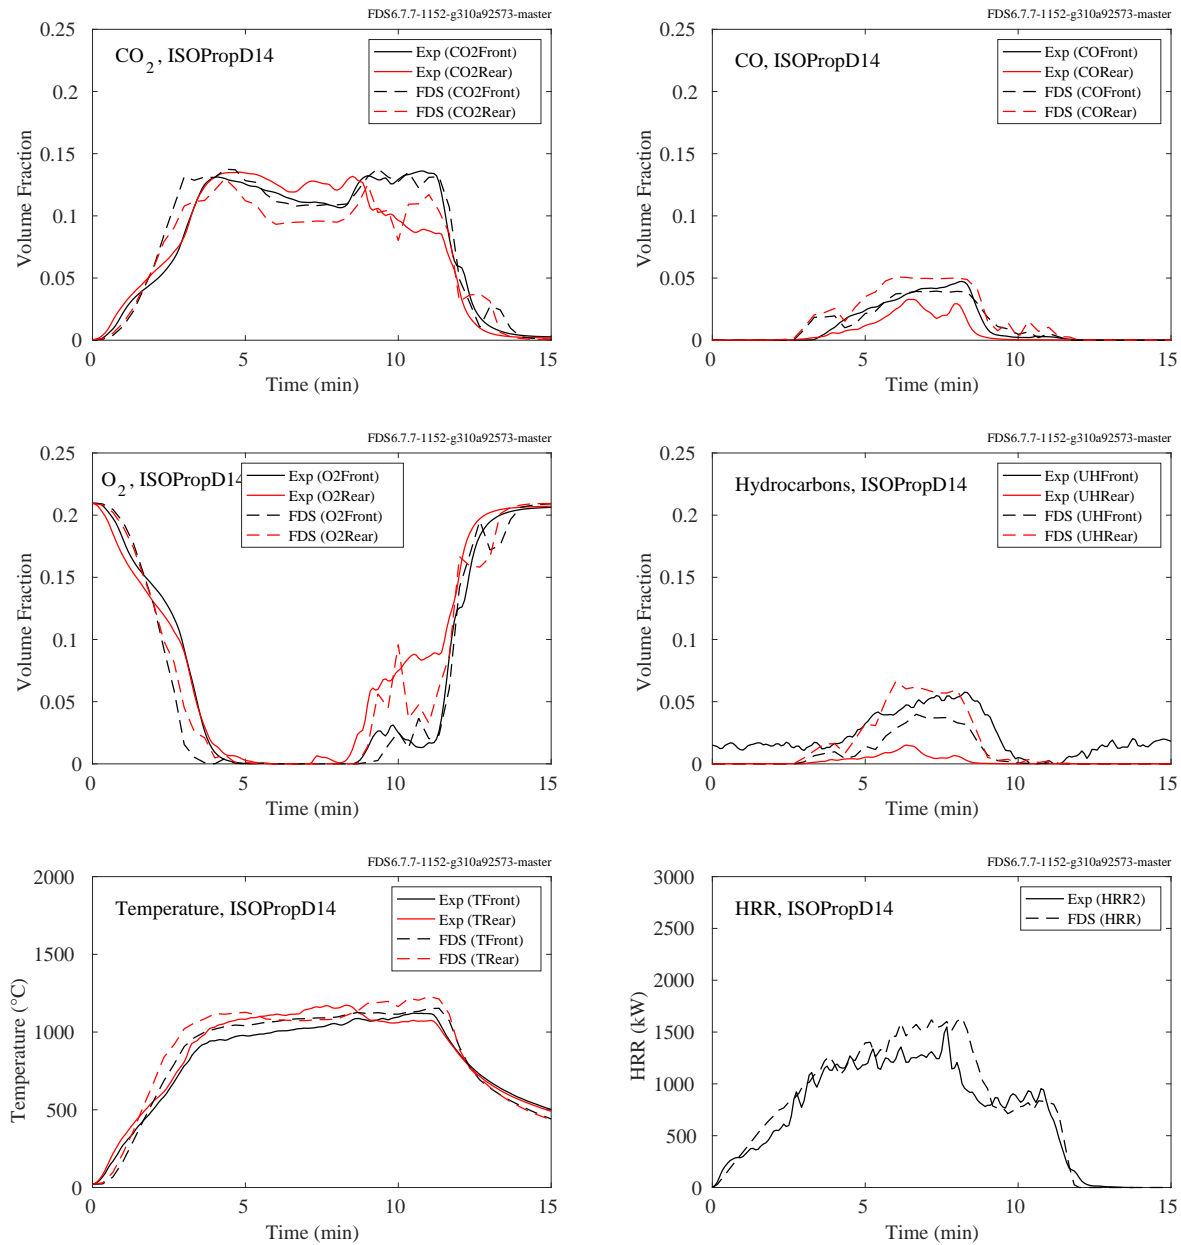 FDS6.7.7-1152-g310a92573-master
CO2, ISOPropD14
Exp (CO2Front)
Exp (CO2Rear)
FDS (CO2Front)
FDS (CO2Rear)
0.25
0.2
0.15
0.1
0.05
0
Volume Fraction
0 5 10 15
Time (min)
FDS6.7.7-1152-g310a92573-master
CO, ISOPropD14
Exp (COFront)
Exp (CORear)
FDS (COFront)
FDS (CORear)
0.25
0.2
0.15
0.1
0.05
0
Volume Fraction
0 5 10 15
Time (min)
FDS6.7.7-1152-g310a92573-master
O2, ISOPropD14
Exp (O2Front)
Exp (O2Rear)
FDS (O2Front)
FDS (O2Rear)
0.25
0.2
0.15
0.1
0.05
0
Volume Fraction
0 5 10 15
Time (min)
FDS6.7.7-1152-g310a92573-master
Hydrocarbons, ISOPropD14
Exp (UHFront)
Exp (UHRear)
FDS (UHFront)
FDS (UHRear)
0.25
0.2
0.15
0.1
0.05
0
Volume Fraction
0 5 10 15
Time (min)
FDS6.7.7-1152-g310a92573-master
Temperature, ISOPropD14
Exp (TFront)
Exp (TRear)
FDS (TFront)
FDS (TRear)
2000
1500
1000
500
0
Temperature (°C)
0 5 10 15
Time (min)
FDS6.7.7-1152-g310a92573-master
HRR, ISOPropD14
Exp (HRR2)
FDS (HRR)
3000
2500
2000
1500
1000
500
0
HRR (kW)
0 5 10 15
Time (min)